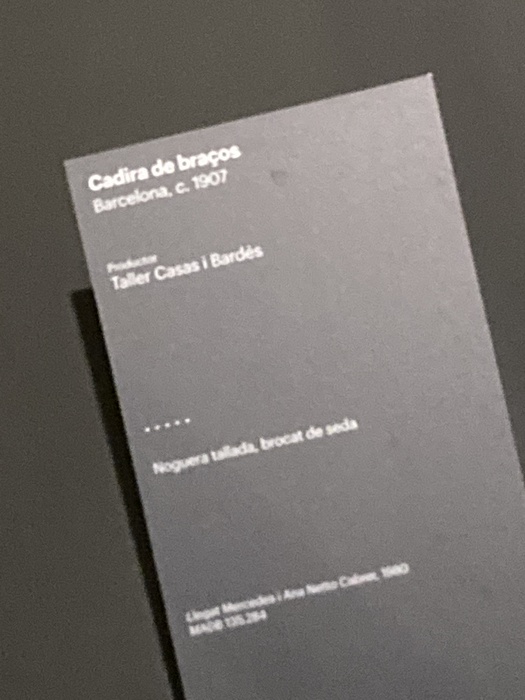 Cadira de braços
Barcelona, c. 1907
Productor
Taller Casas i Bardés
.....
Noguera tallada, brocat de seda
Llegat Mercedes i Ana Netto 1980
MADB 135.284